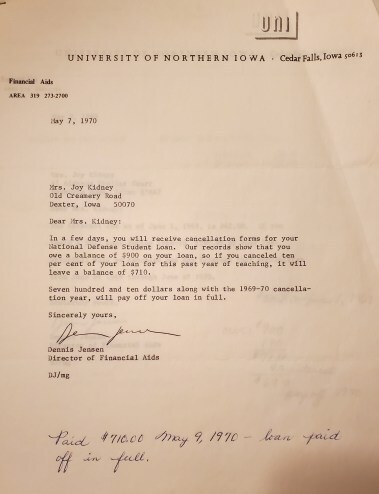 UNI
UNIVERSITY OF NORTHERN IOWA · Cedar Falls, Iowa 50613
Financial Aids
AREA 319 273-2700
May 7, 1970
Mrs. Joy Kidney
Old Creamery Road
Dexter, Iowa 50070
Dear Mrs. Kidney:
In a few days, you will receive cancellation forms for your
National Defense Student Loan. Our records show that you
owe a balance of $900 on your loan, so if you canceled ten
per cent of your loan for this past year of teaching, it will
leave a balance of $710.
Seven hundred and ten dollars along with the 1969-70 cancella-
tion year, will pay off your loan in full.
Sincerely yours,
Dennis Jensen
Dennis Jensen
Director of Financial Aids
DJ/mg
Paid $710.00 May 9, 1970 - loan paid
off in full.